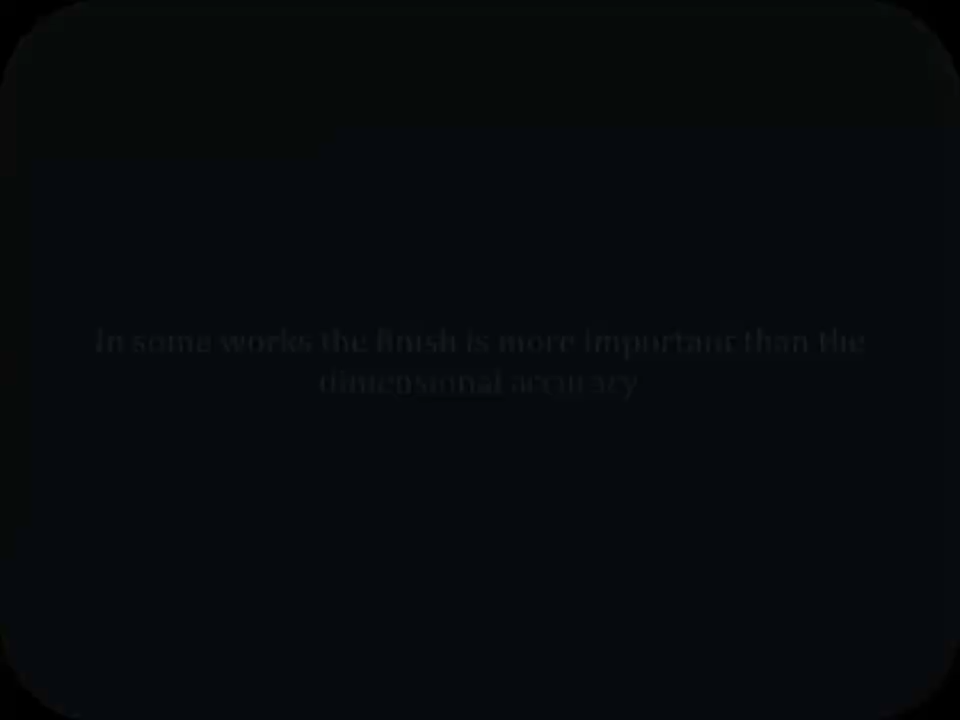 In some works the finish is more important than the
dimensional accuracy